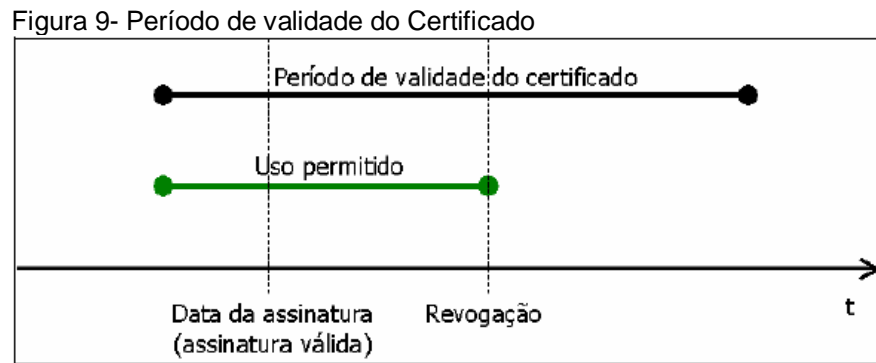 Figura 9- Período de validade do Certificado
Período de validade do certificado
Uso permitido
Data da assinatura
(assinatura válida)
Revogação
t